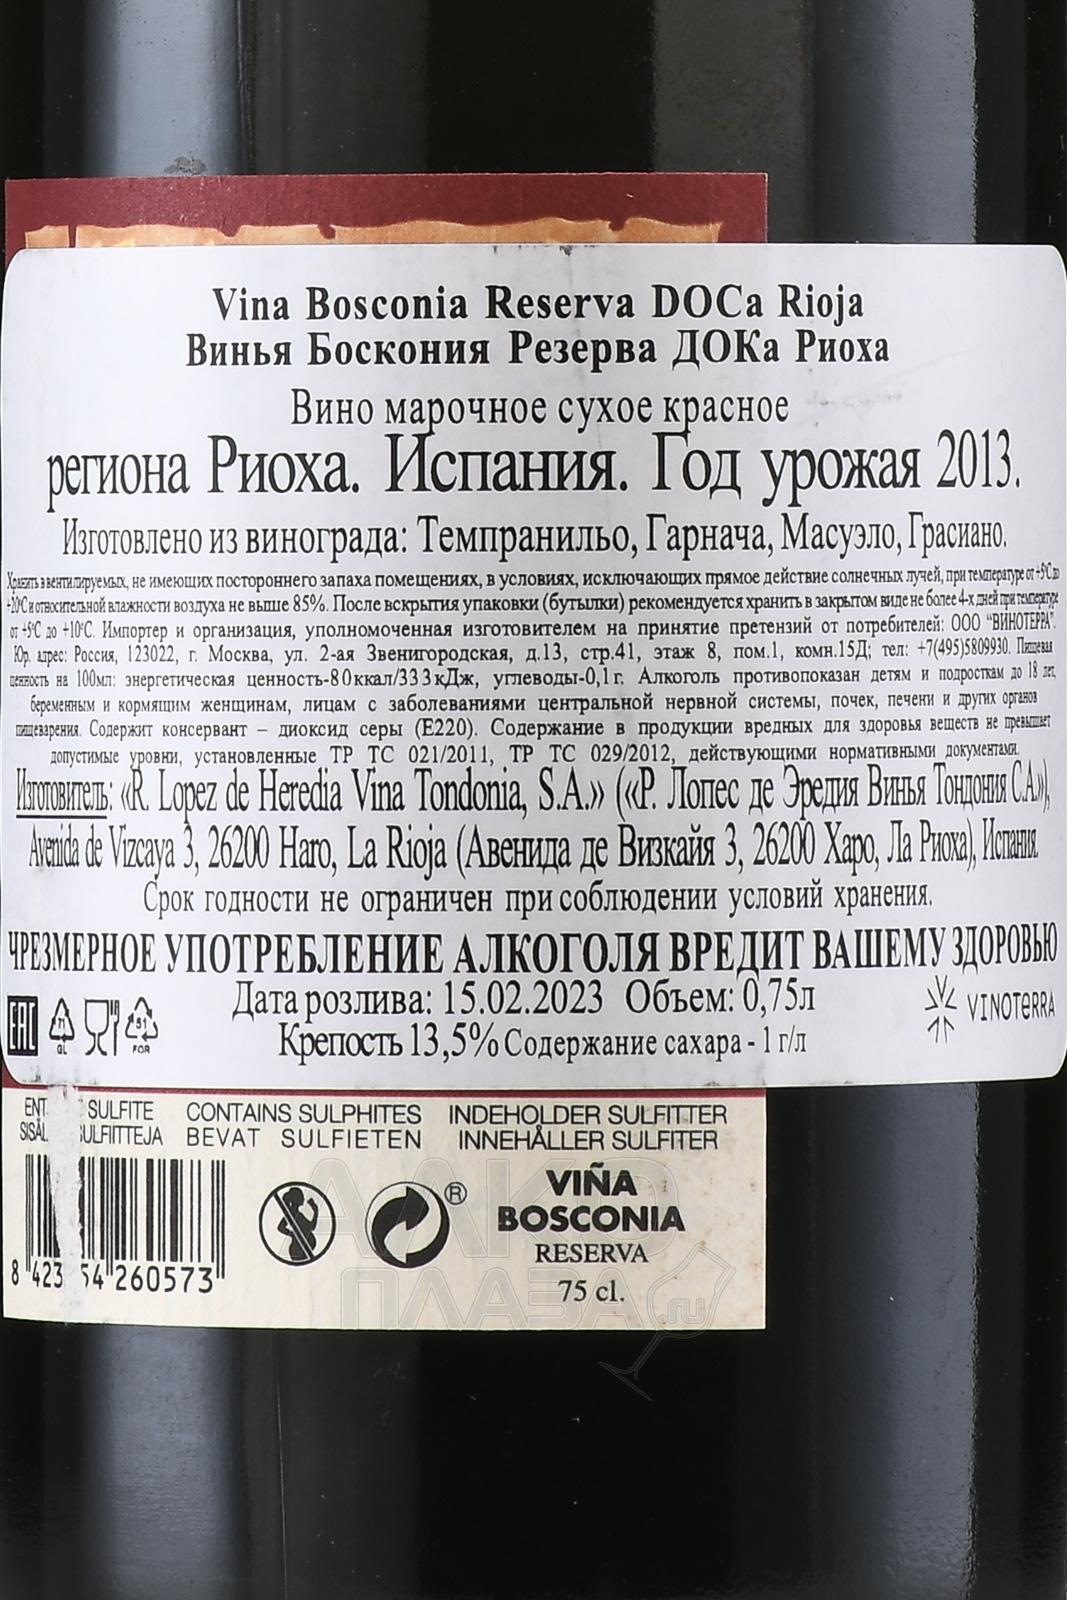 Vina Bosconia Reserva DOCa Rioja
Винья Боскония Резерва ДОКа Риоха
Вино марочное сухое красное
региона Риоха. Испания. Год урожая 2013.
Изготовлено из винограда: Темпранильо, Гарнача, Масуэло, Грасиано.
Хранить в вентилируемых, не имеющих постороннего запаха помещениях, в условиях, исключающих прямое действие солнечных лучей, при температуре от +5°C до
+20°C и относительной влажности воздуха не выше 85%. После вскрытия упаковки (бутылки) рекомендуется хранить в закрытом виде не более 4-х дней при температуре
от +5°C до +10°C. Импортер и организация, уполномоченная изготовителем на принятие претензий от потребителей: ООО "ВИНОТЕРРА".
Юр. адрес: Россия, 123022, г. Москва, ул. 2-ая Звенигородская, д.13, стр.41, этаж 8, пом.1, комн.15Д; тел: +7(495)5809930. Пищевая
ценность на 100мл: энергетическая ценность-80ккал/333кДж, углеводы-0,1г. Алкоголь противопоказан детям и подросткам до 18 лет,
беременным и кормящим женщинам, лицам с заболеваниями центральной нервной системы, почек, печени и других органов
пищеварения. Содержит консервант – диоксид серы (E220). Содержание в продукции вредных для здоровья веществ не превышает
допустимые уровни, установленные ТР ТС 021/2011, ТР ТС 029/2012, действующими нормативными документами.
Изготовитель: «R. Lopez de Heredia Vina Tondonia, S.A.» («Р. Лопес де Эредия Винья Тондония С.А.»),
Avenida de Vizcaya 3, 26200 Haro, La Rioja (Авенида де Визкайя 3, 26200 Харо, Ла Риоха), Испания.
Срок годности не ограничен при соблюдении условий хранения.
ЧРЕЗМЕРНОЕ УПОТРЕБЛЕНИЕ АЛКОГОЛЯ ВРЕДИТ ВАШЕМУ ЗДОРОВЬЮ
Дата розлива: 15.02.2023 Объем: 0,75л
EAC 71 GL 51 FOR VINOTERRA
Крепость 13,5% Содержание сахара - 1 г/л
SULFITE CONTAINS SULPHITES INDEHOLDER SULFITTER
BEVAT SULFIETEN INNEHÅLLER SULFITER
VIÑA
BOSCONIA
RESERVA
75 cl.
8 423 54 260573
®
АЛКО
ПЛАЗА
.ru